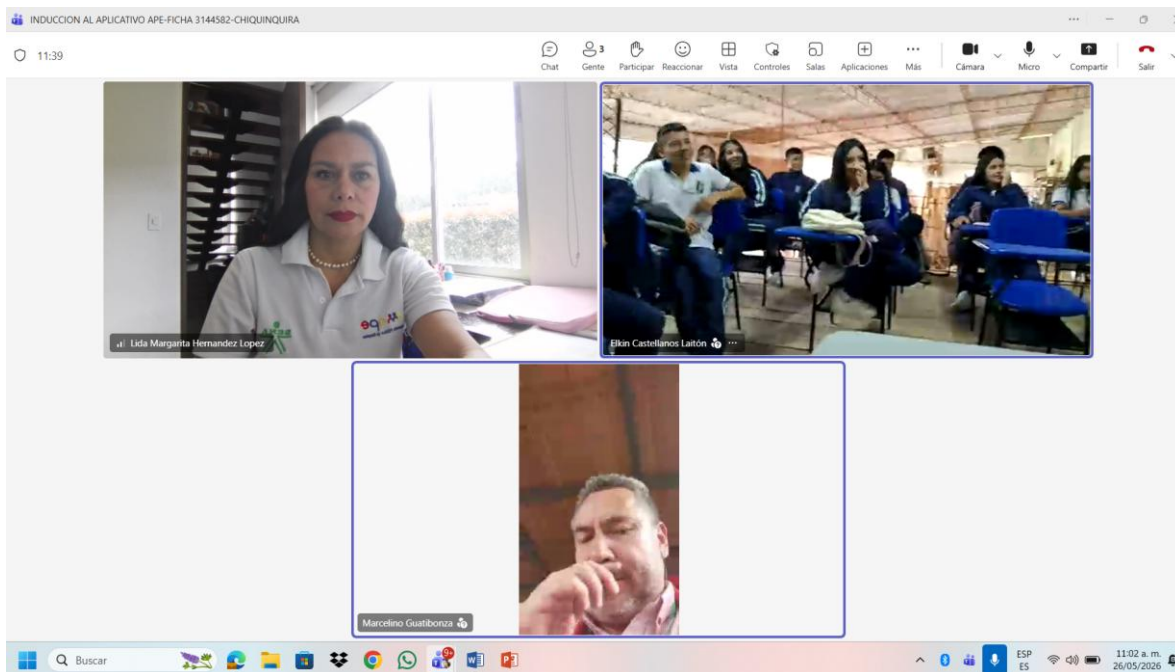 INDUCCION AL APLICATIVO APE-FICHA 3144582-CHIQUINQUIRA
11:39
3
Chat Gente Participar Reaccionar Vista Controles Salas Aplicaciones Más Cámara Micro Compartir Salir
Lida Margarita Hernandez Lopez
Elkin Castellanos Laitón
Marcelino Guatibonza
Buscar
9+
ESP
ES
11:02 a. m.
26/05/2026